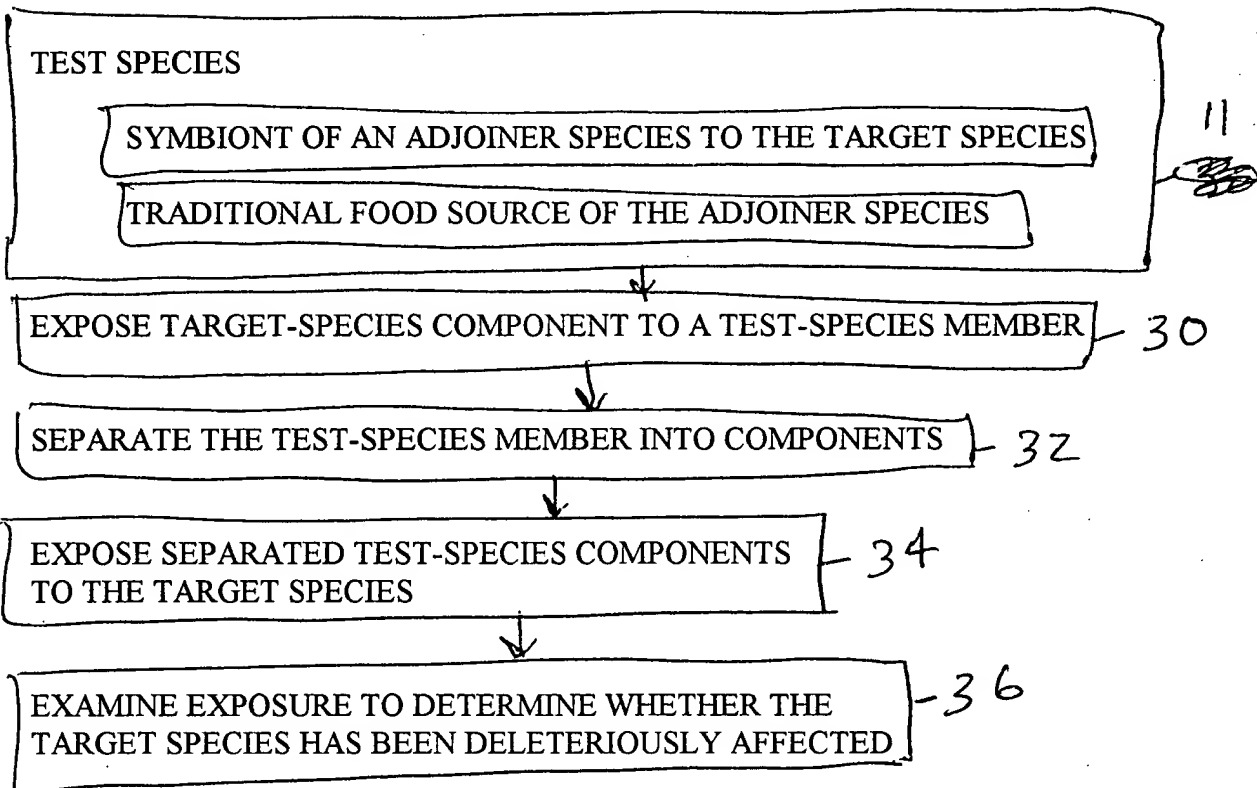 TEST SPECIES
11
SYMBIONT OF AN ADJOINER SPECIES TO THE TARGET SPECIES
TRADITIONAL FOOD SOURCE OF THE ADJOINER SPECIES
EXPOSE TARGET-SPECIES COMPONENT TO A TEST-SPECIES MEMBER
30
SEPARATE THE TEST-SPECIES MEMBER INTO COMPONENTS
32
EXPOSE SEPARATED TEST-SPECIES COMPONENTS
TO THE TARGET SPECIES
34
EXAMINE EXPOSURE TO DETERMINE WHETHER THE
TARGET SPECIES HAS BEEN DELETERIOUSLY AFFECTED
36